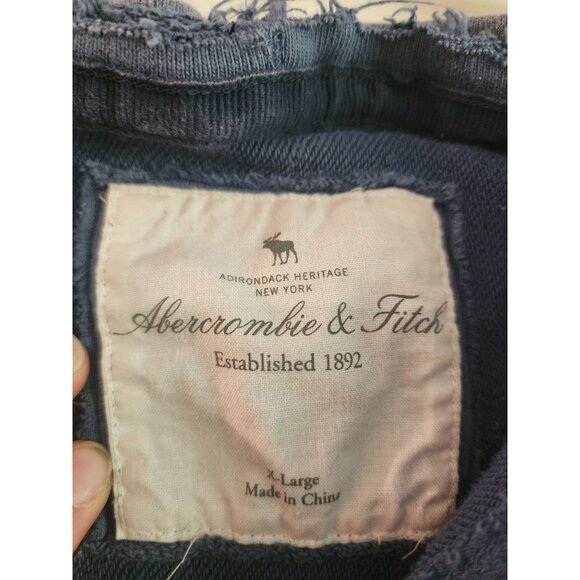 ADIRONDACK HERITAGE
NEW YORK
Abercrombie & Fitch
Established 1892
X-Large
Made in China